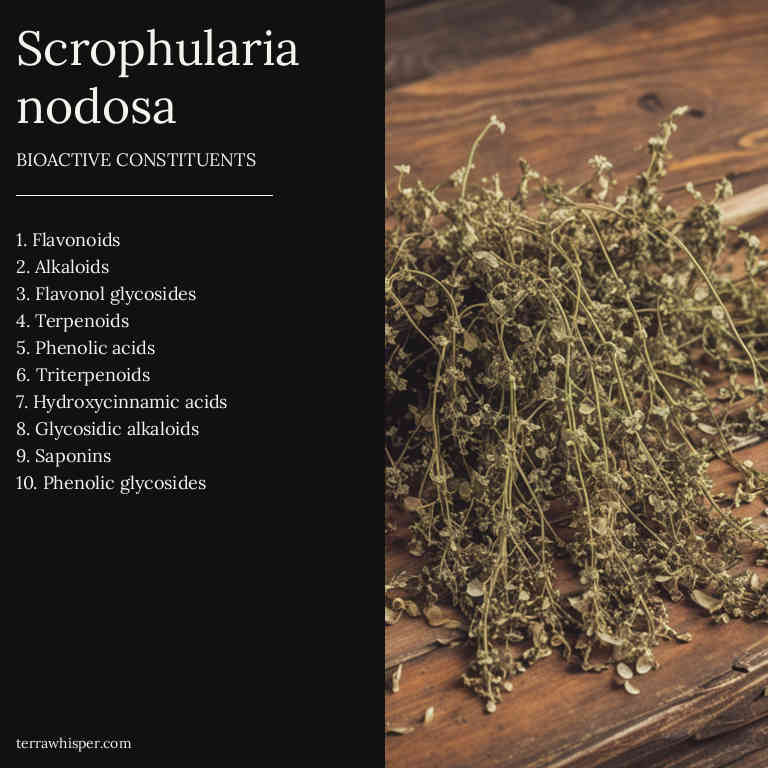 Scrophularia
nodosa
BIOACTIVE CONSTITUENTS
1. Flavonoids
2. Alkaloids
3. Flavonol glycosides
4. Terpenoids
5. Phenolic acids
6. Triterpenoids
7. Hydroxycinnamic acids
8. Glycosidic alkaloids
9. Saponins
10. Phenolic glycosides
terrawhisper.com